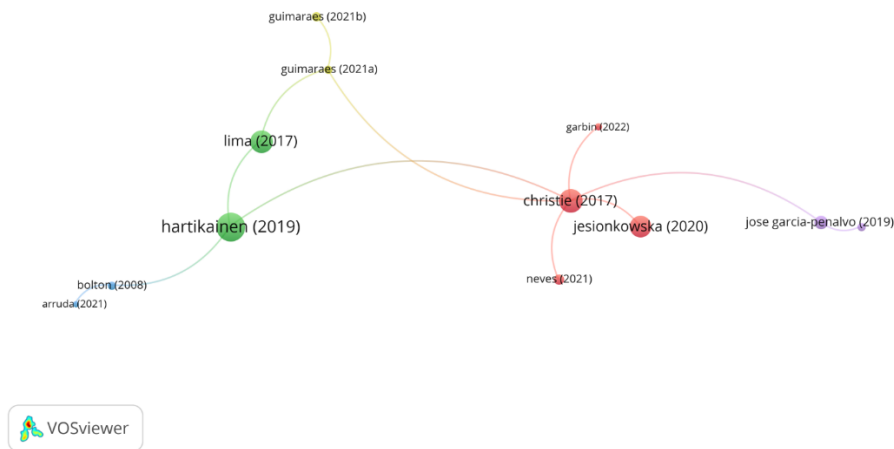 guimaraes (2021b)
guimaraes (2021a)
lima (2017)
garbin (2022)
christie (2017)
hartikainen (2019)
jesionkowska (2020)
jose garcia-penalvo (2019)
neves (2021)
bolton (2008)
arruda (2021)
VOSviewer